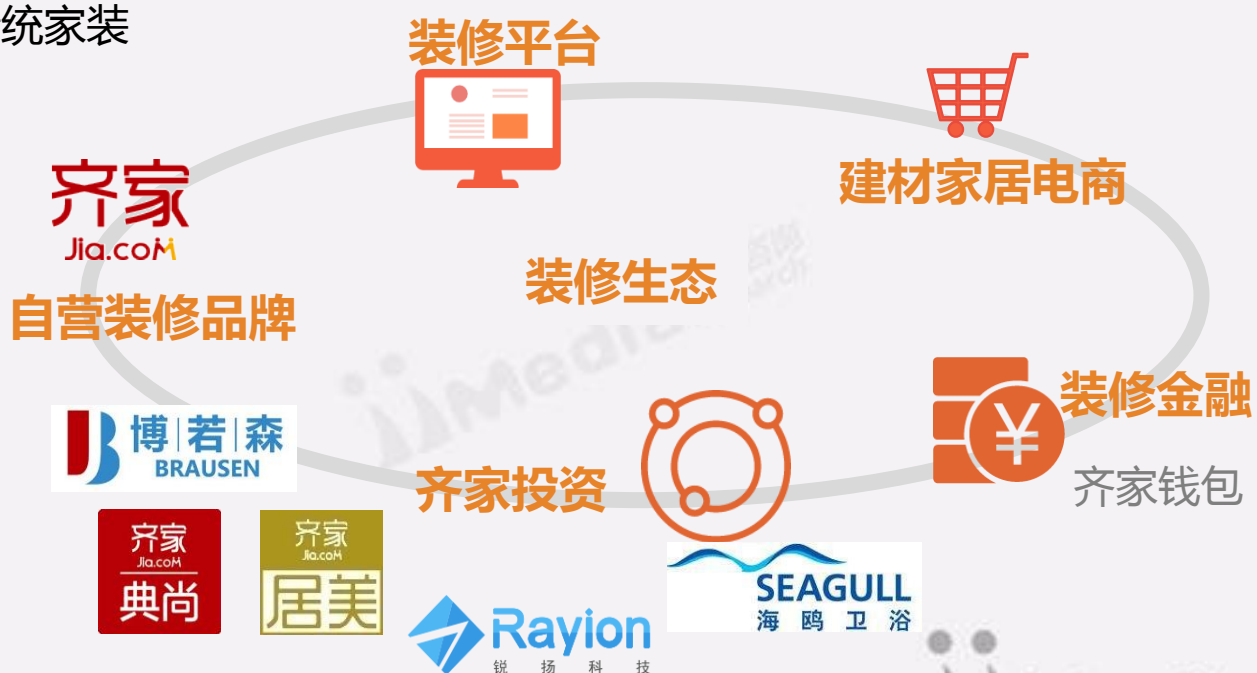 统家装
装修平台
建材家居电商
齐家
Jia.coM
装修生态
自营装修品牌
装修金融
齐家钱包
博|若|森
BRAUSEN
齐家投资
齐家
Jia.coM
典尚
齐家
Jia.coM
居美
SEAGULL
海鸥卫浴
Rayion
锐扬科技
iiMedia